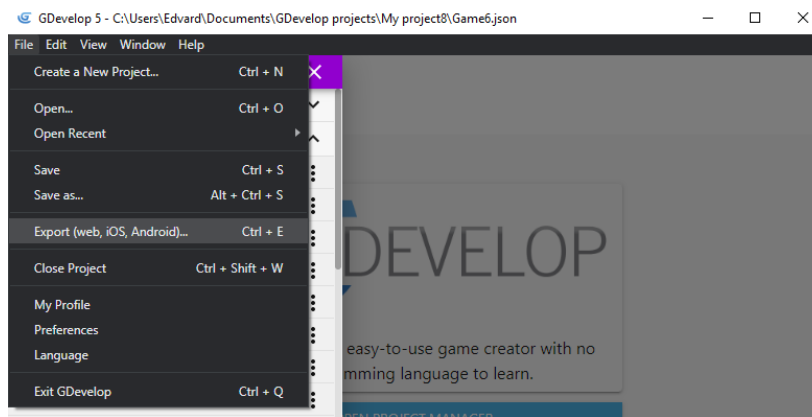 GDevelop 5 - C:\Users\Edvard\Documents\GDevelop projects\My project8\Game6.json
File Edit View Window Help
Create a New Project... Ctrl + N
Open... Ctrl + O
Open Recent
Save Ctrl + S
Save as... Alt + Ctrl + S
Export (web, iOS, Android)... Ctrl + E
Close Project Ctrl + Shift + W
My Profile
Preferences
Language
Exit GDevelop Ctrl + Q
DEVELOP
easy-to-use game creator with no
mming language to learn.
PEN PROJECT MANAGER